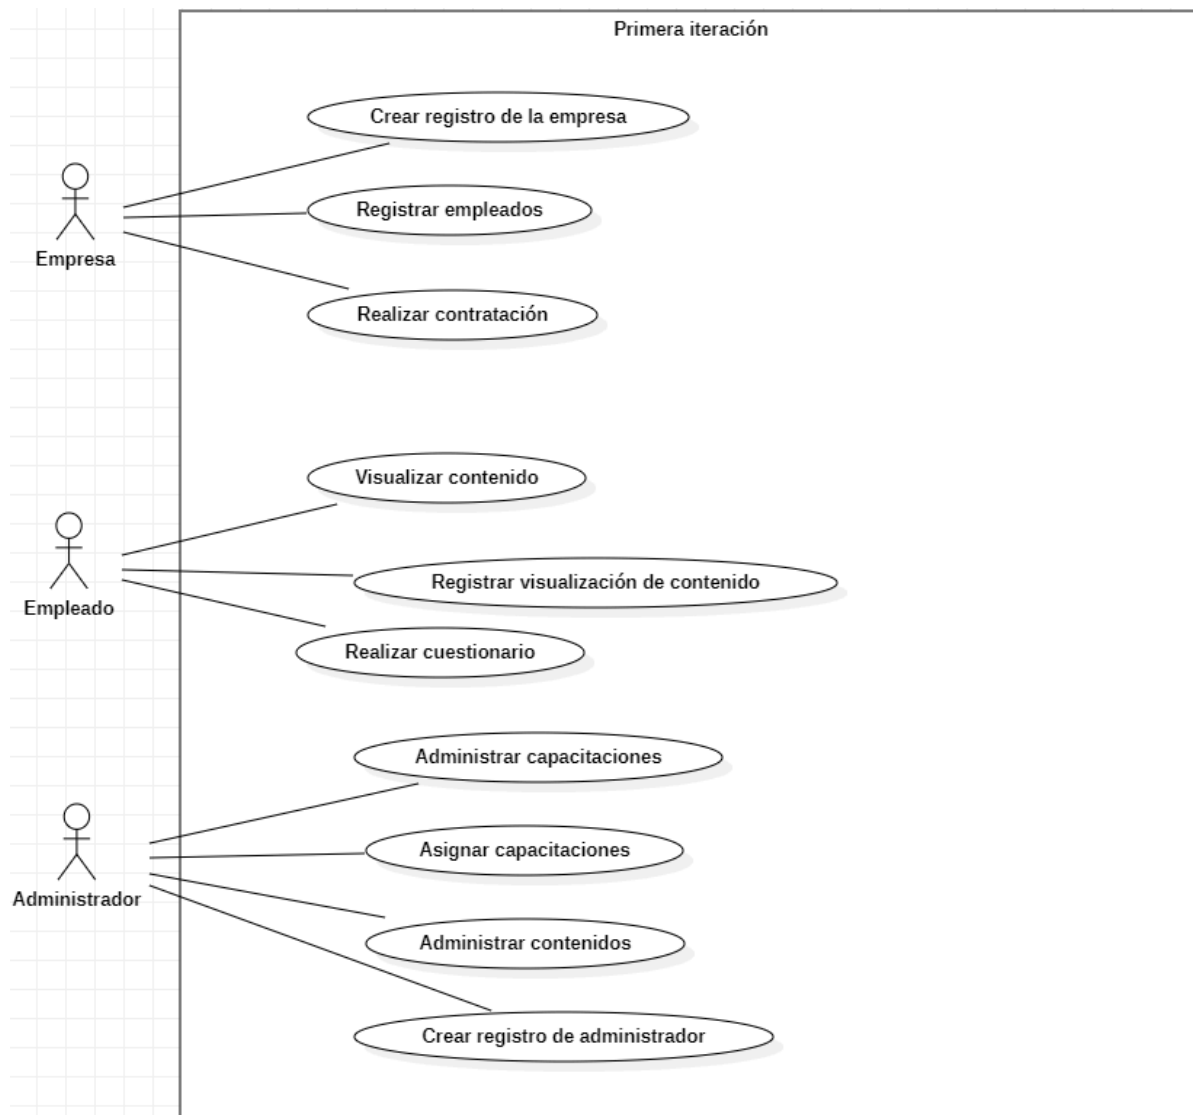 Primera iteración
Crear registro de la empresa
Registrar empleados
Empresa
Realizar contratación
Visualizar contenido
Registrar visualización de contenido
Empleado
Realizar cuestionario
Administrar capacitaciones
Asignar capacitaciones
Administrador
Administrar contenidos
Crear registro de administrador